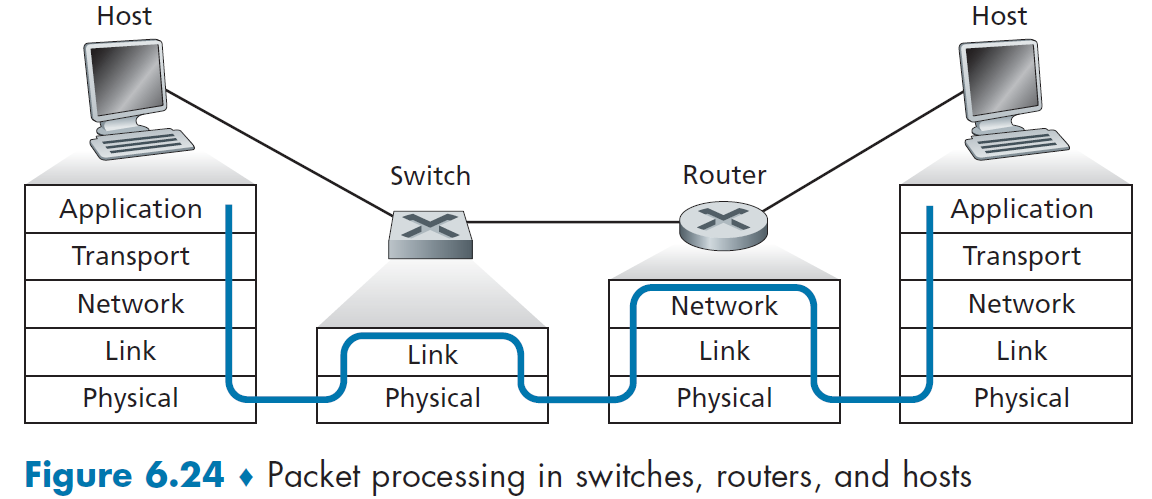 Host
Host
Switch
Router
Application
Transport
Network
Link
Physical
Link
Physical
Network
Link
Physical
Application
Transport
Network
Link
Physical
Figure 6.24 ♦ Packet processing in switches, routers, and hosts